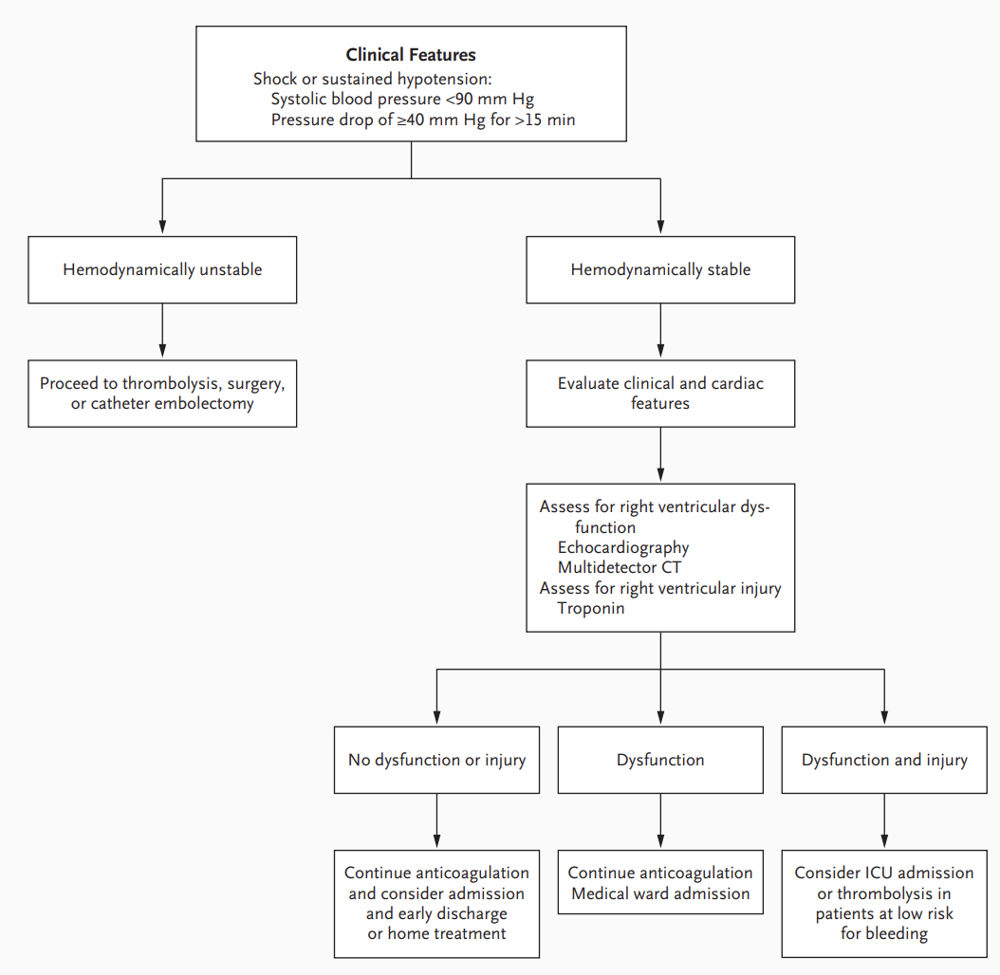 Clinical Features
Shock or sustained hypotension:
Systolic blood pressure <90 mm Hg
Pressure drop of ≥40 mm Hg for >15 min
Hemodynamically unstable
Hemodynamically stable
Proceed to thrombolysis, surgery,
or catheter embolectomy
Evaluate clinical and cardiac
features
Assess for right ventricular dys-
function
Echocardiography
Multidetector CT
Assess for right ventricular injury
Troponin
No dysfunction or injury
Dysfunction
Dysfunction and injury
Continue anticoagulation
and consider admission
and early discharge
or home treatment
Continue anticoagulation
Medical ward admission
Consider ICU admission
or thrombolysis in
patients at low risk
for bleeding